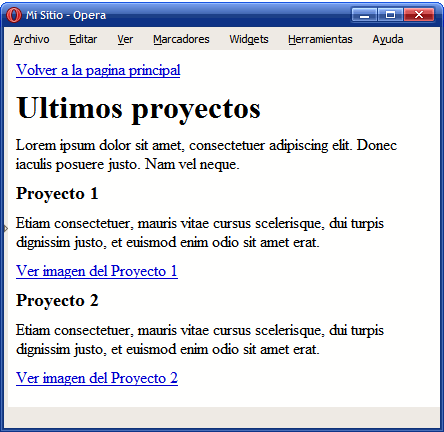 Mi Sitio - Opera
Archivo Editar Ver Marcadores Widgets Herramientas Ayuda
Volver a la pagina principal
Ultimos proyectos
Lorem ipsum dolor sit amet, consectetuer adipiscing elit. Donec
iaculis posuere justo. Nam vel neque.
Proyecto 1
Etiam consectetuer, mauris vitae cursus scelerisque, dui turpis
dignissim justo, et euismod enim odio sit amet erat.
Ver imagen del Proyecto 1
Proyecto 2
Etiam consectetuer, mauris vitae cursus scelerisque, dui turpis
dignissim justo, et euismod enim odio sit amet erat.
Ver imagen del Proyecto 2